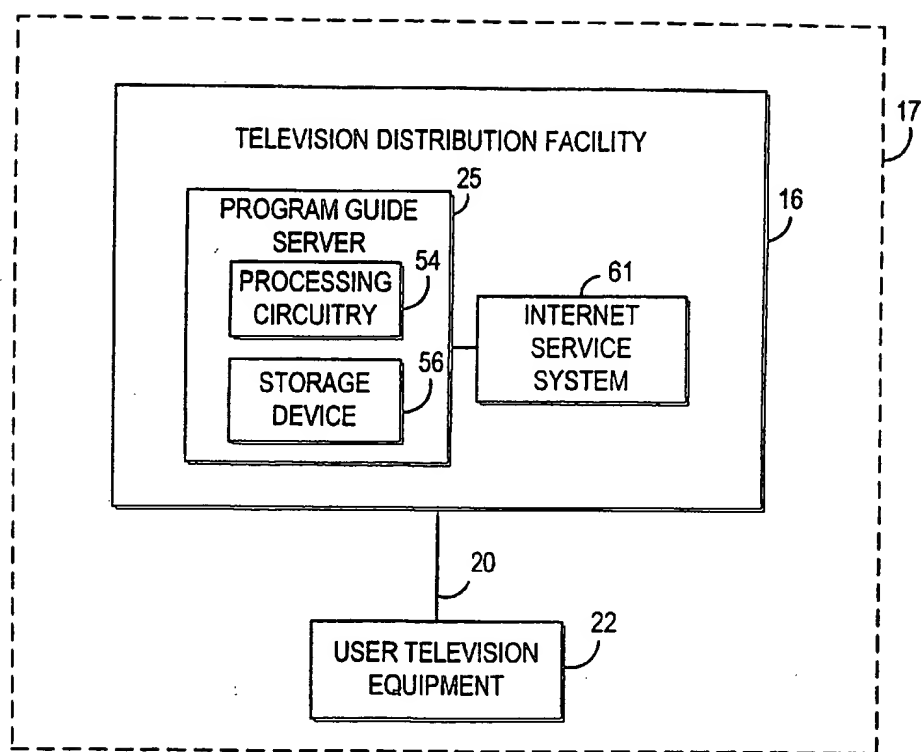 17
TELEVISION DISTRIBUTION FACILITY
16
25
PROGRAM GUIDE
SERVER
54
PROCESSING
CIRCUITRY
61
INTERNET
SERVICE
SYSTEM
56
STORAGE
DEVICE
20
22
USER TELEVISION
EQUIPMENT